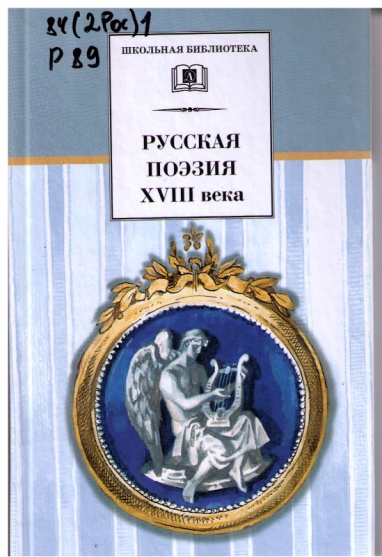 84(2Рос)1
Р 89
ШКОЛЬНАЯ БИБЛИОТЕКА
РУССКАЯ
ПОЭЗИЯ
XVIII века